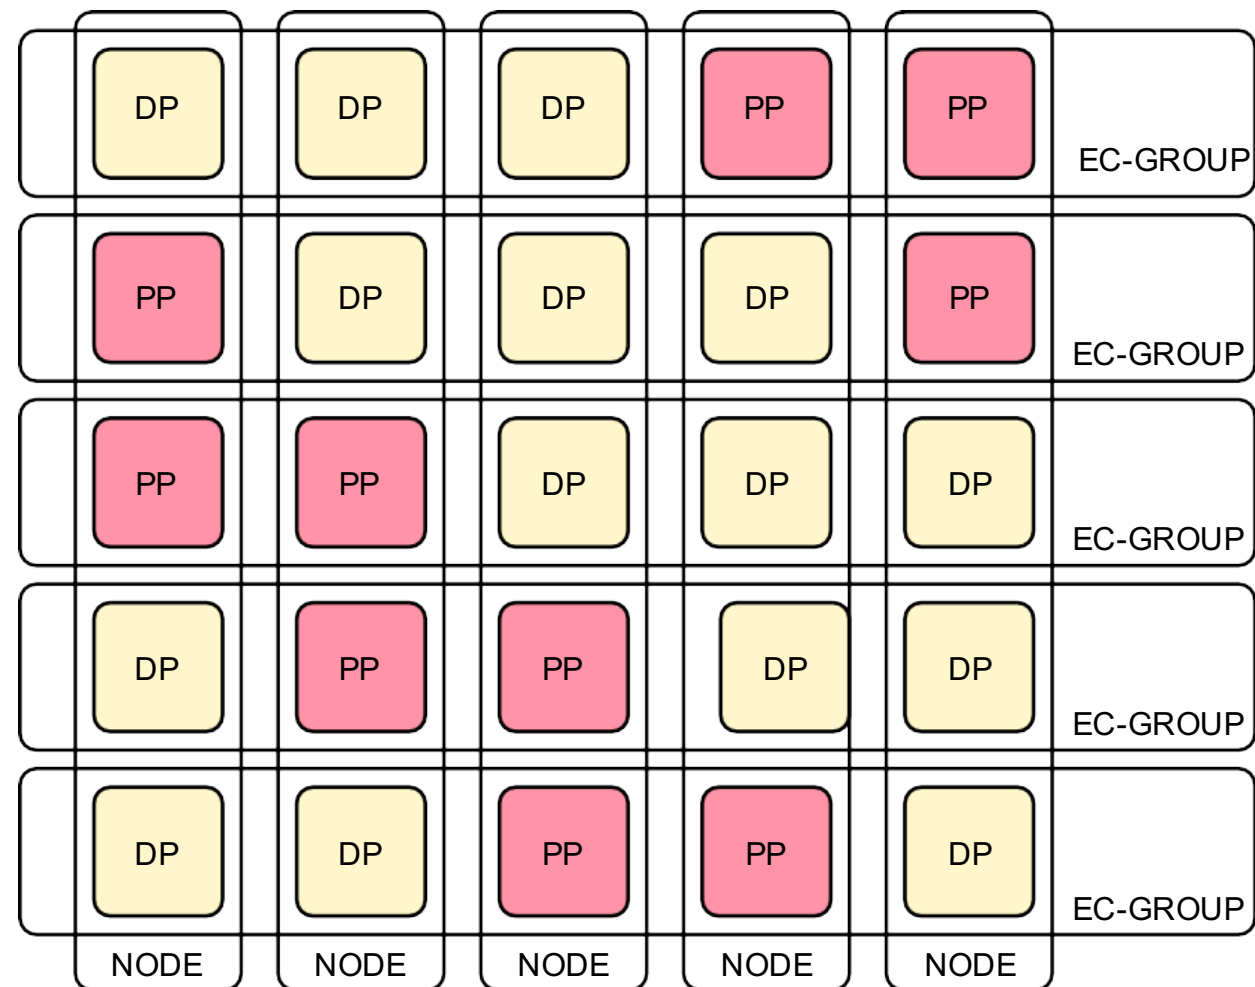 DP DP DP PP PP
EC-GROUP
PP DP DP DP PP
EC-GROUP
PP PP DP DP DP
EC-GROUP
DP PP PP DP DP
EC-GROUP
DP DP PP PP DP
EC-GROUP
NODE NODE NODE NODE NODE